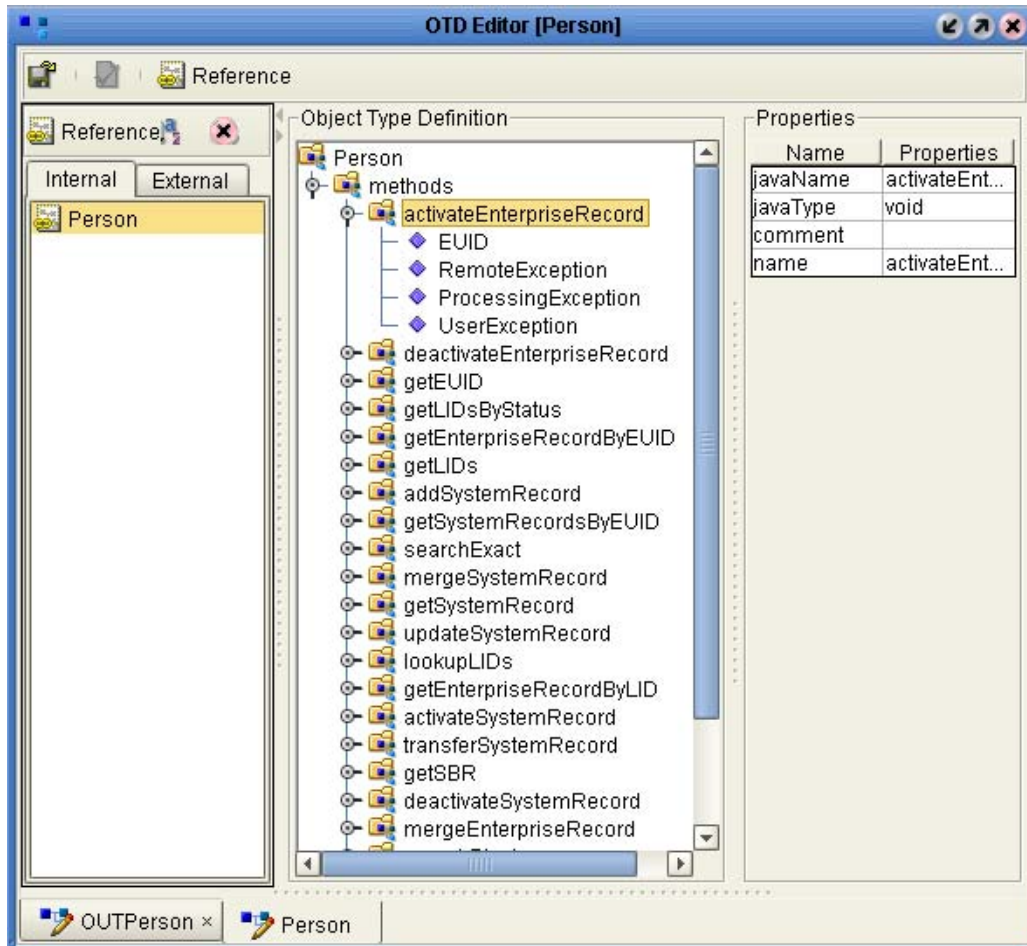 OTD Editor [Person]
Reference
Reference
Internal
External
Person
Object Type Definition
Person
methods
activateEnterpriseRecord
EUID
RemoteException
ProcessingException
UserException
deactivateEnterpriseRecord
getEUID
getLIDsByStatus
getEnterpriseRecordByEUID
getLIDs
addSystemRecord
getSystemRecordsByEUID
searchExact
mergeSystemRecord
getSystemRecord
updateSystemRecord
lookupLIDs
getEnterpriseRecordByLID
activateSystemRecord
transferSystemRecord
getSBR
deactivateSystemRecord
mergeEnterpriseRecord
Properties
Name Properties
javaName activateEnt...
javaType void
comment
name activateEnt...
OUTPerson ×
Person